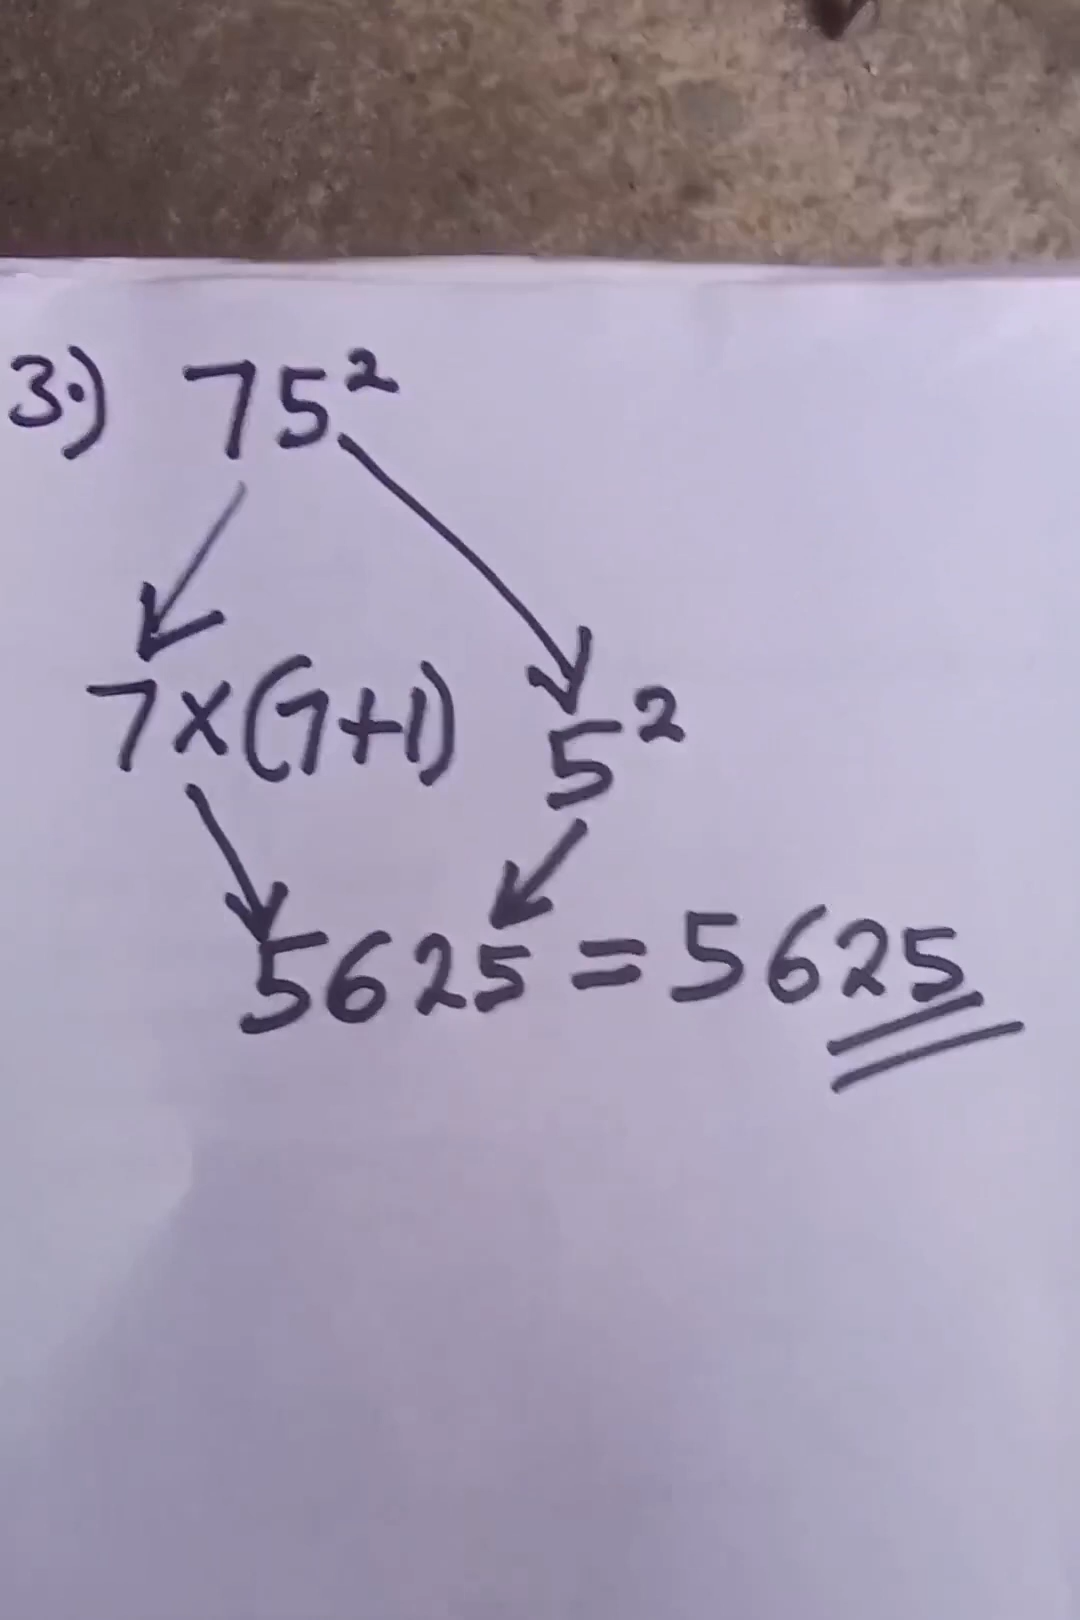 3.) 75²
7×(7+1) 5²
5625 = 5625